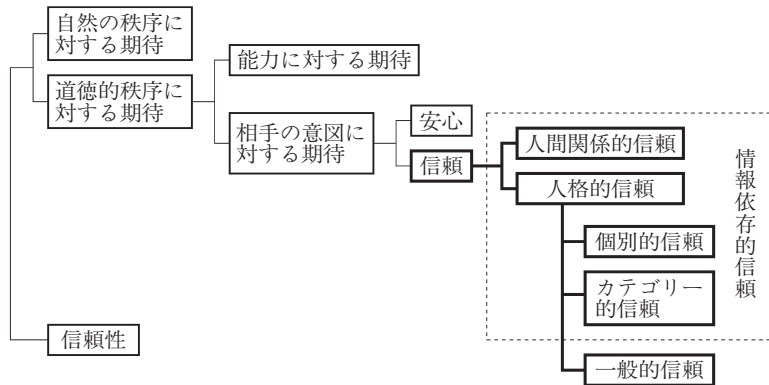 自然の秩序に
対する期待
道徳的秩序に
対する期待
能力に対する期待
相手の意図に
対する期待
安心
信頼
人間関係的信頼
人格的信頼
個別的信頼
カテゴリー
的信頼
一般的信頼
情報依存的信頼
信頼性